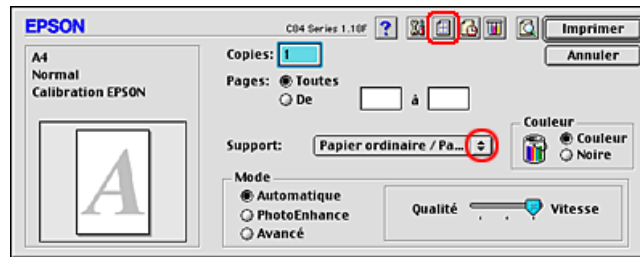 EPSON
C84 Series 1.10F
?
Imprimer
A4
Normal
Calibration EPSON
Copies: 1
Annuler
Pages: Toutes
De à
Support: Papier ordinaire / Pa...
Couleur
Couleur
Noire
Mode
Automatique
PhotoEnhance
Avancé
Qualité Vitesse
A